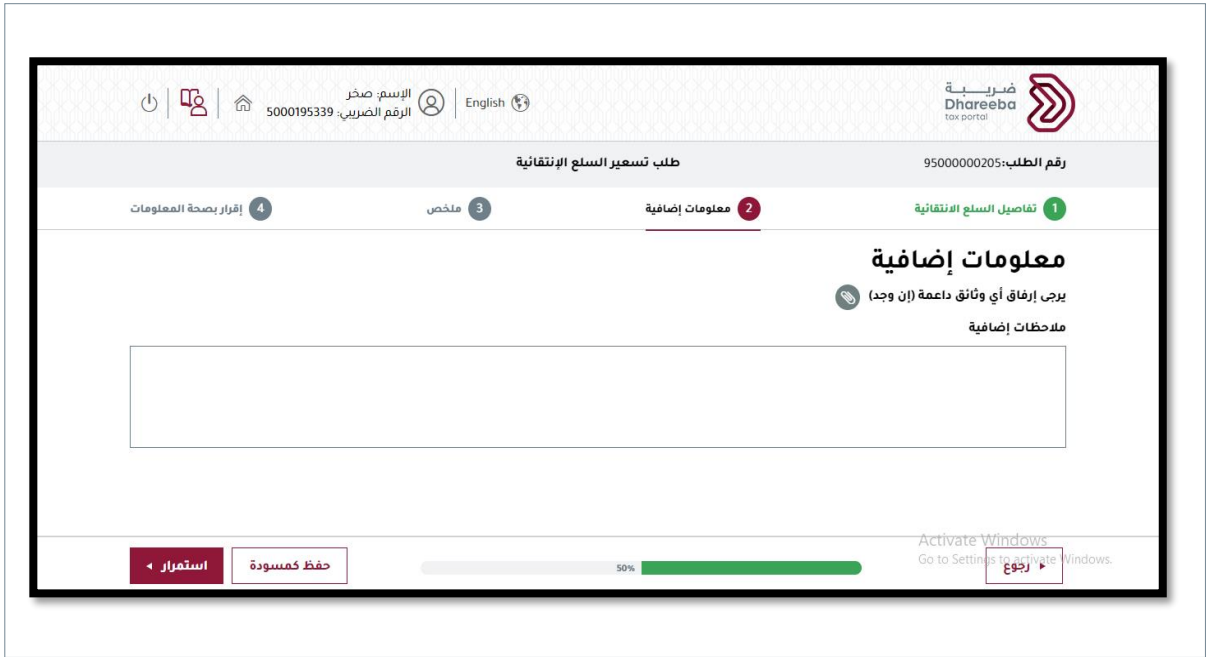 ضريبة
Dhareeba
tax portal
English
الإسم: صخر
الرقم الضريبي: 5000195339
رقم الطلب:95000000205
طلب تسعير السلع الإنتقائية
1 تفاصيل السلع الانتقائية
2 معلومات إضافية
3 ملخص
4 إقرار بصحة المعلومات
معلومات إضافية
يرجى إرفاق أي وثائق داعمة (إن وجد)
ملاحظات إضافية
Activate Windows
Go to Settings to activate Windows.
رجوع
50%
حفظ كمسودة
استمرار